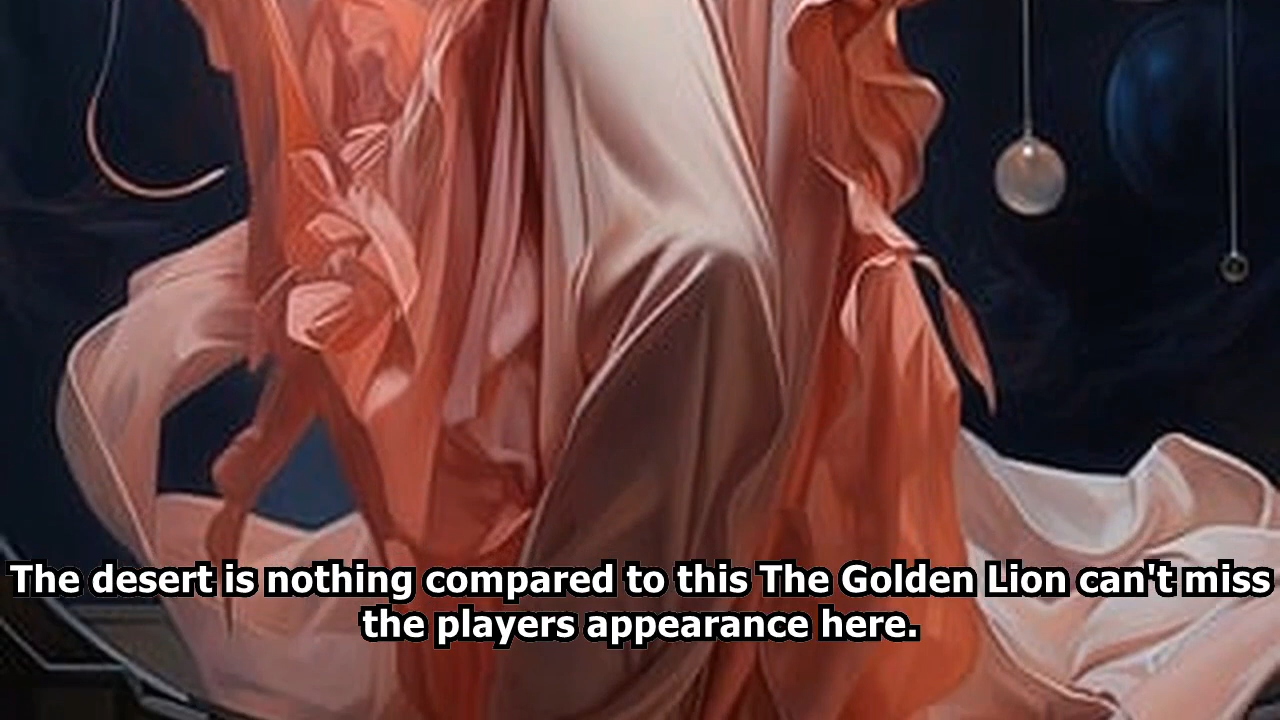 The desert is nothing compared to this The Golden Lion can't miss
the players appearance here.